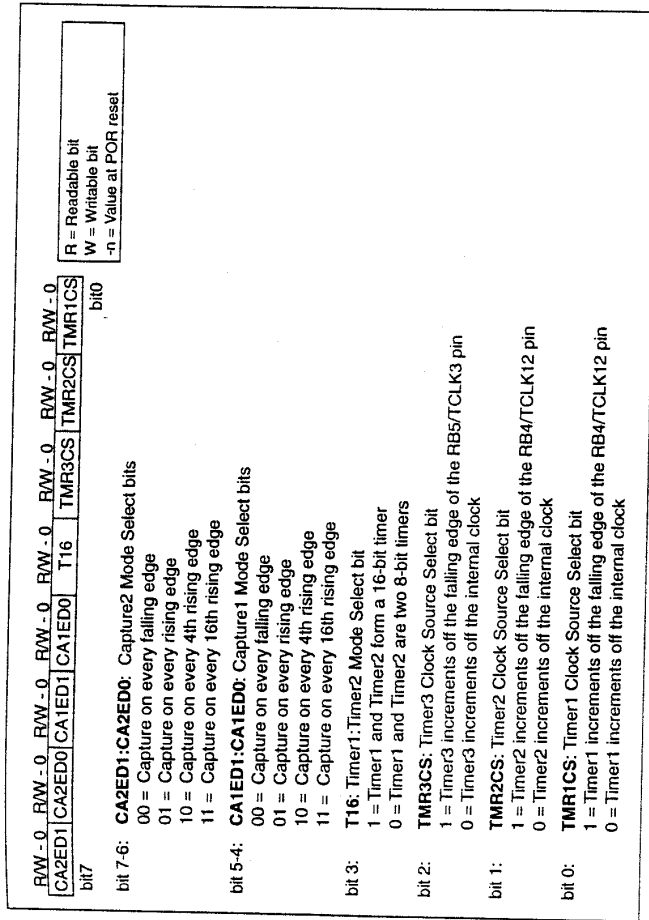 R/W - 0 R/W - 0 R/W - 0 R/W - 0 R/W - 0 R/W - 0 R/W - 0 R/W - 0
CA2ED1 CA2ED0 CA1ED1 CA1ED0 T16 TMR3CS TMR2CS TMR1CS
bit7 bit0
R = Readable bit
W = Writable bit
-n = Value at POR reset
bit 7-6: CA2ED1:CA2ED0: Capture2 Mode Select bits
00 = Capture on every falling edge
01 = Capture on every rising edge
10 = Capture on every 4th rising edge
11 = Capture on every 16th rising edge
bit 5-4: CA1ED1:CA1ED0: Capture1 Mode Select bits
00 = Capture on every falling edge
01 = Capture on every rising edge
10 = Capture on every 4th rising edge
11 = Capture on every 16th rising edge
bit 3: T16: Timer1:Timer2 Mode Select bit
1 = Timer1 and Timer2 form a 16-bit timer
0 = Timer1 and Timer2 are two 8-bit timers
bit 2: TMR3CS: Timer3 Clock Source Select bit
1 = Timer3 increments off the falling edge of the RB5/TCLK3 pin
0 = Timer3 increments off the internal clock
bit 1: TMR2CS: Timer2 Clock Source Select bit
1 = Timer2 increments off the falling edge of the RB4/TCLK12 pin
0 = Timer2 increments off the internal clock
bit 0: TMR1CS: Timer1 Clock Source Select bit
1 = Timer1 increments off the falling edge of the RB4/TCLK12 pin
0 = Timer1 increments off the internal clock